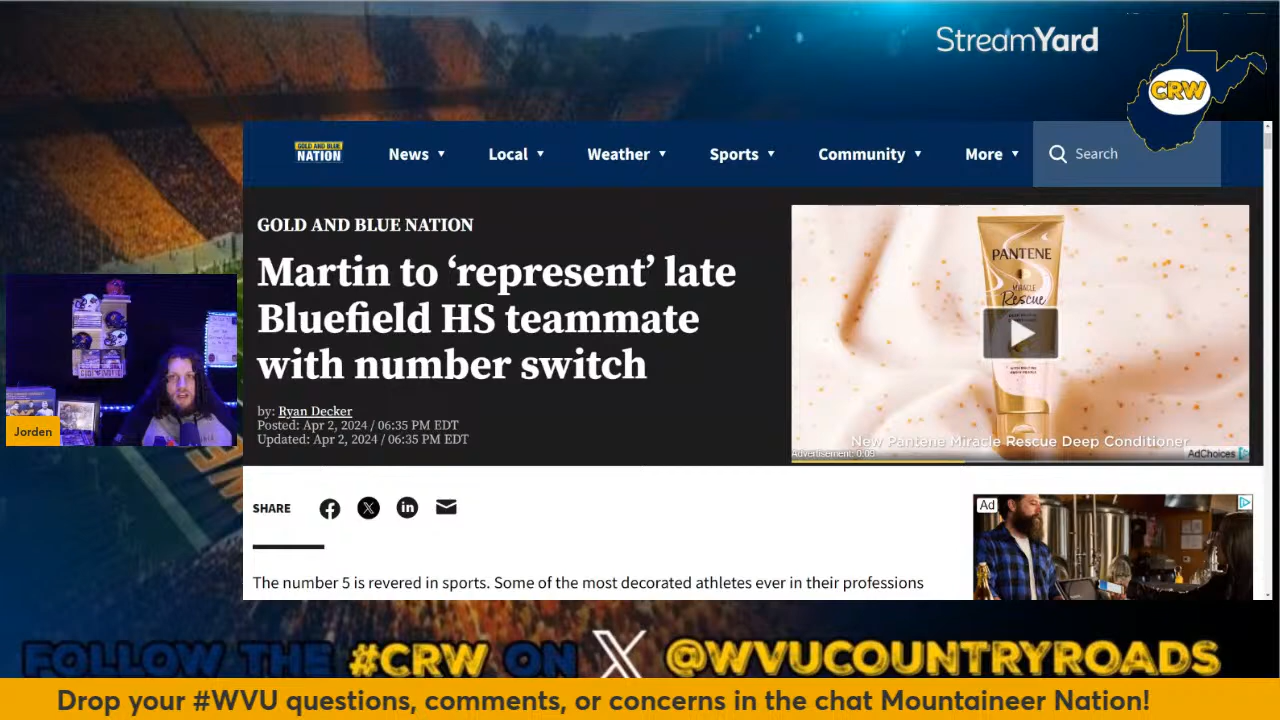 StreamYard
CRW
GOLD AND BLUE
NATION
News
Local
Weather
Sports
Community
More
Search
GOLD AND BLUE NATION
Martin to ‘represent’ late
Bluefield HS teammate
with number switch
by: Ryan Decker
Posted: Apr 2, 2024 / 06:35 PM EDT
Updated: Apr 2, 2024 / 06:35 PM EDT
PANTENE
MIRACLE
Rescue
New Pantene Miracle Rescue Deep Conditioner
Advertisement: 0:05
AdChoices
Jorden
SHARE
Ad
The number 5 is revered in sports. Some of the most decorated athletes ever in their professions
FOLLOW THE #CRW ON X @WVUCOUNTRYROADS
Drop your #WVU questions, comments, or concerns in the chat Mountaineer Nation!